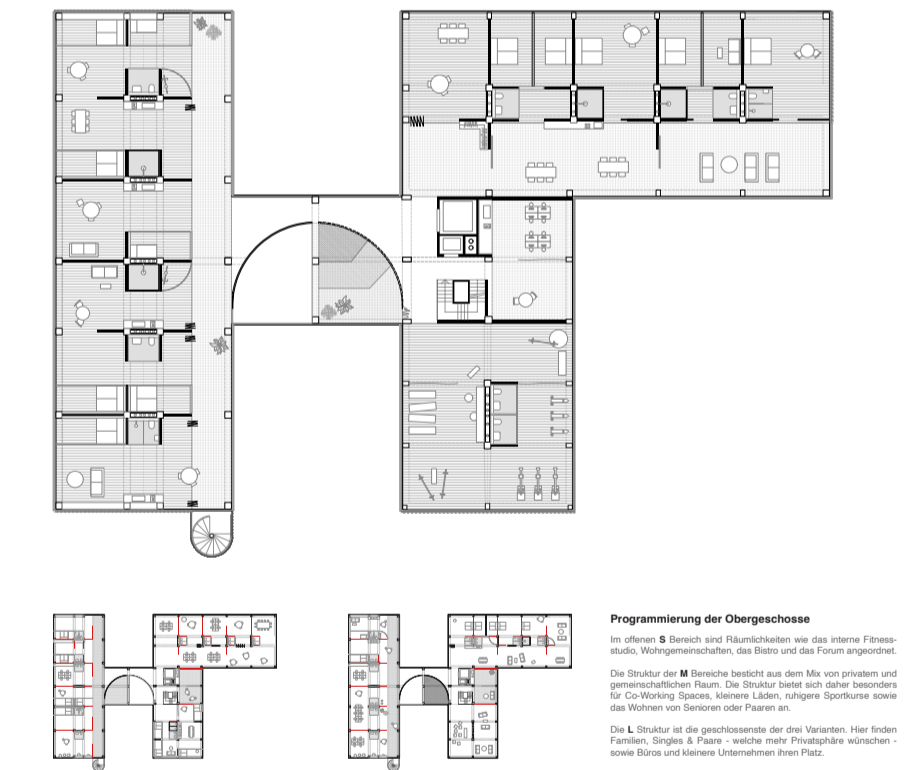 Programmierung der Obergeschosse
Im offenen S Bereich sind Räumlichkeiten wie das interne Fitness-
studio, Wohngemeinschaften, das Bistro und das Forum angeordnet.
Die Struktur der M Bereiche besticht aus dem Mix von privatem und
gemeinschaftlichen Raum. Die Struktur bietet sich daher besonders
für Co-Working Spaces, kleinere Läden, ruhigere Sportkurse sowie
das Wohnen von Senioren oder Paaren an.
Die L Struktur ist die geschlossenste der drei Varianten. Hier finden
Familien, Singles & Paare - welche mehr Privatsphäre wünschen -
sowie Büros und kleinere Unternehmen ihren Platz.